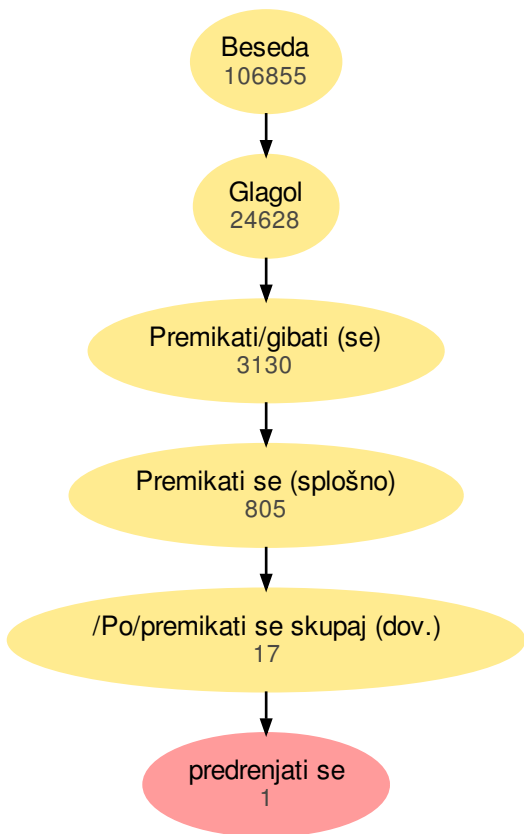 Beseda
106855
Glagol
24628
Premikati/gibati (se)
3130
Premikati se (splošno)
805
/Po/premikati se skupaj (dov.)
17
predrenjati se
1